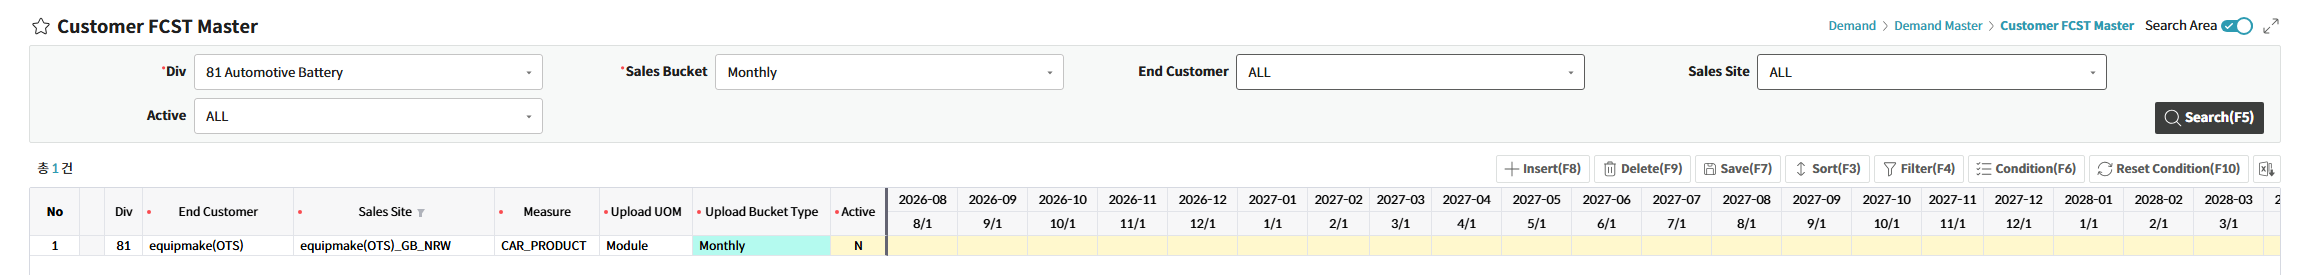 Customer FCST Master
Demand > Demand Master > Customer FCST Master Search Area
*Div 81 Automotive Battery *Sales Bucket Monthly End Customer ALL Sales Site ALL
Active ALL Search(F5)
총 1 건 Insert(F8) Delete(F9) Save(F7) Sort(F3) Filter(F4) Condition(F6) Reset Condition(F10)
No Div End Customer Sales Site Measure Upload UOM Upload Bucket Type Active 2026-08 2026-09 2026-10 2026-11 2026-12 2027-01 2027-02 2027-03 2027-04 2027-05 2027-06 2027-07 2027-08 2027-09 2027-10 2027-11 2027-12 2028-01 2028-02 2028-03 2
8/1 9/1 10/1 11/1 12/1 1/1 2/1 3/1 4/1 5/1 6/1 7/1 8/1 9/1 10/1 11/1 12/1 1/1 2/1 3/1
1 81 equipmake(OTS) equipmake(OTS)_GB_NRW CAR_PRODUCT Module Monthly N